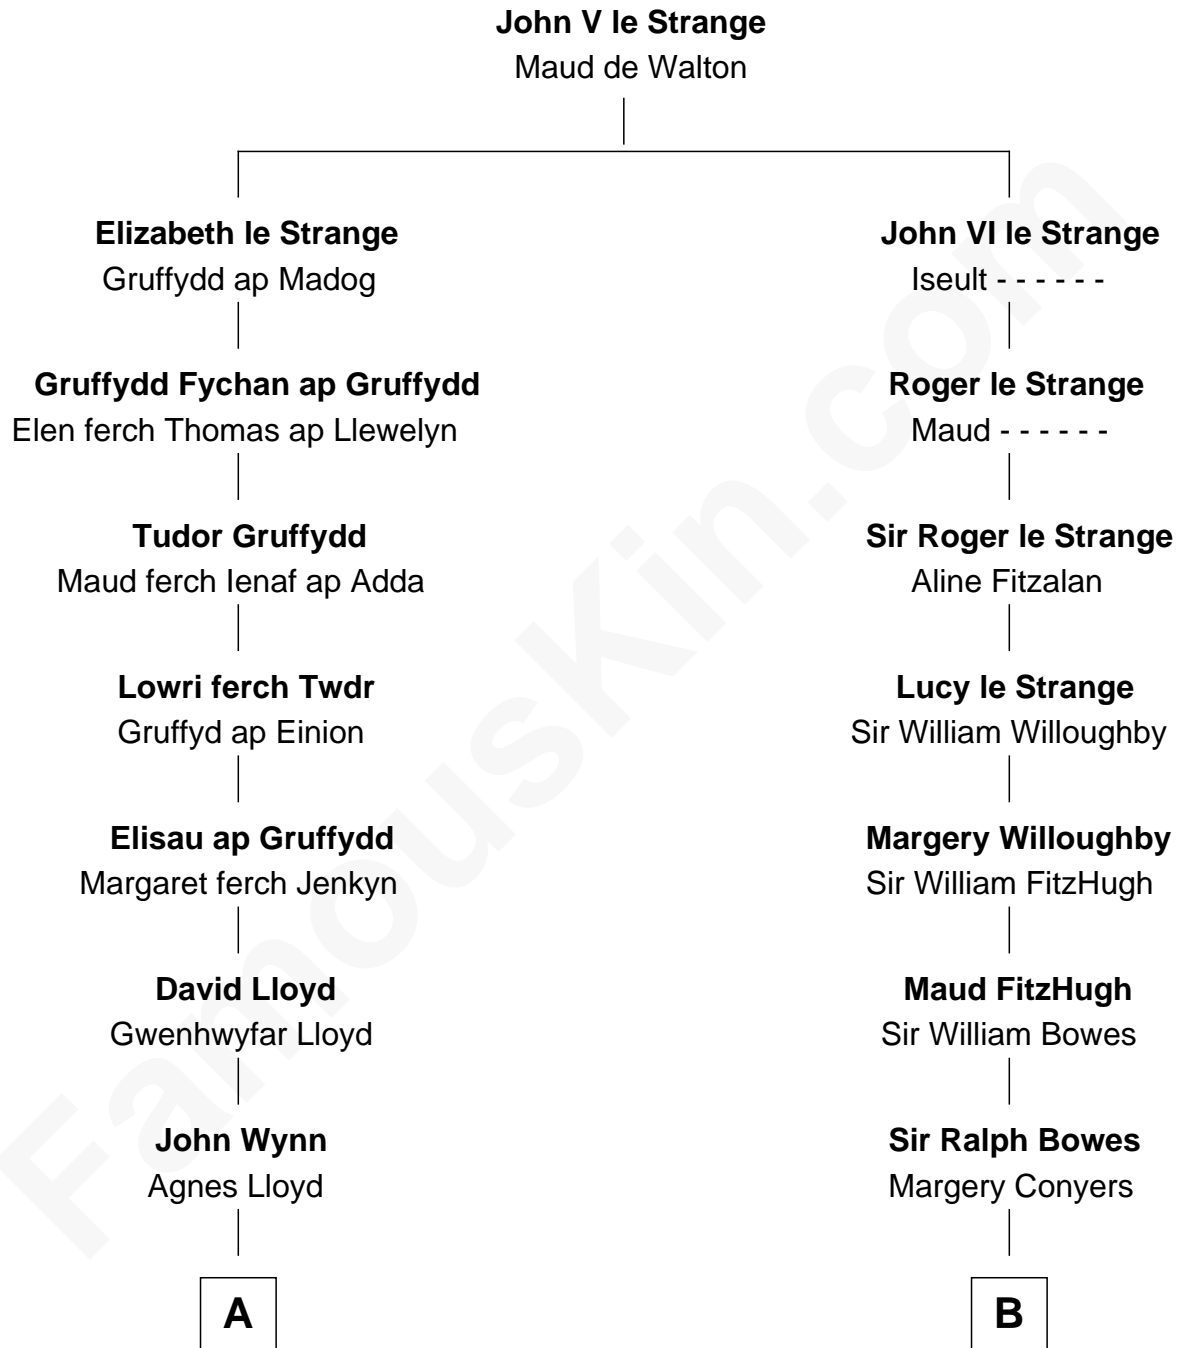 John V le Strange
Maud de Walton
Elizabeth le Strange
Gruffydd ap Madog
Gruffydd Fychan ap Gruffydd
Elen ferch Thomas ap Llewelyn
Tudor Gruffydd
Maud ferch Ienaf ap Adda
Lowri ferch Twdr
Gruffyd ap Einion
Elisau ap Gruffydd
Margaret ferch Jenkyn
David Lloyd
Gwenhwyfar Lloyd
John Wynn
Agnes Lloyd
A
John VI le Strange
Iseult - - - - - -
Roger le Strange
Maud - - - - - -
Sir Roger le Strange
Aline Fitzalan
Lucy le Strange
Sir William Willoughby
Margery Willoughby
Sir William FitzHugh
Maud FitzHugh
Sir William Bowes
Sir Ralph Bowes
Margery Conyers
B
FamousKin.com